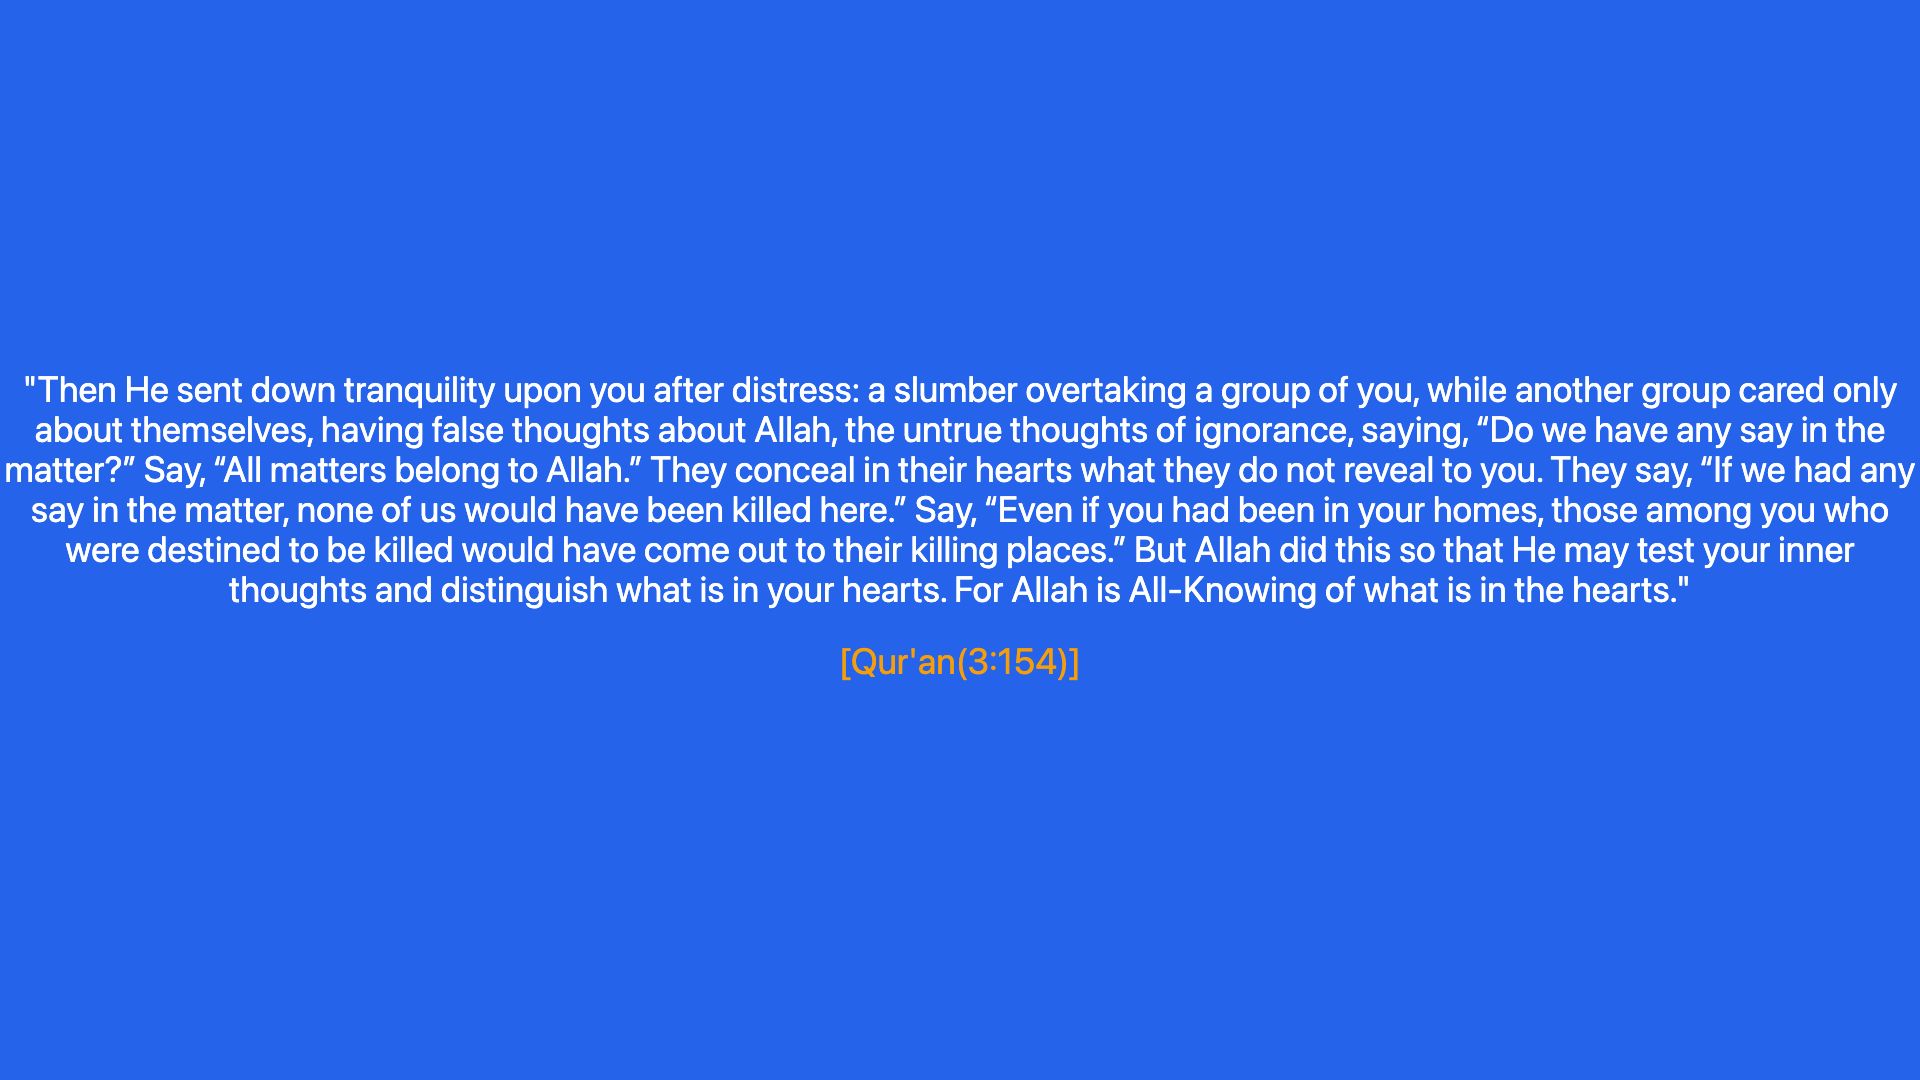 "Then He sent down tranquility upon you after distress: a slumber overtaking a group of you, while another group cared only
about themselves, having false thoughts about Allah, the untrue thoughts of ignorance, saying, “Do we have any say in the
matter?” Say, “All matters belong to Allah.” They conceal in their hearts what they do not reveal to you. They say, “If we had any
say in the matter, none of us would have been killed here.” Say, “Even if you had been in your homes, those among you who
were destined to be killed would have come out to their killing places.” But Allah did this so that He may test your inner
thoughts and distinguish what is in your hearts. For Allah is All-Knowing of what is in the hearts."
[Qur'an(3:154)]